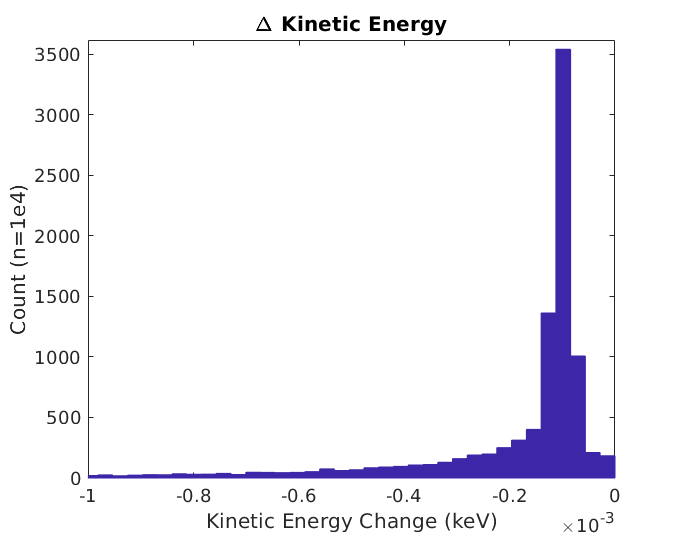 Δ Kinetic Energy
3500
3000
2500
2000
1500
1000
500
0
Count (n=1e4)
-1 -0.8 -0.6 -0.4 -0.2 0
Kinetic Energy Change (keV)
×10-3